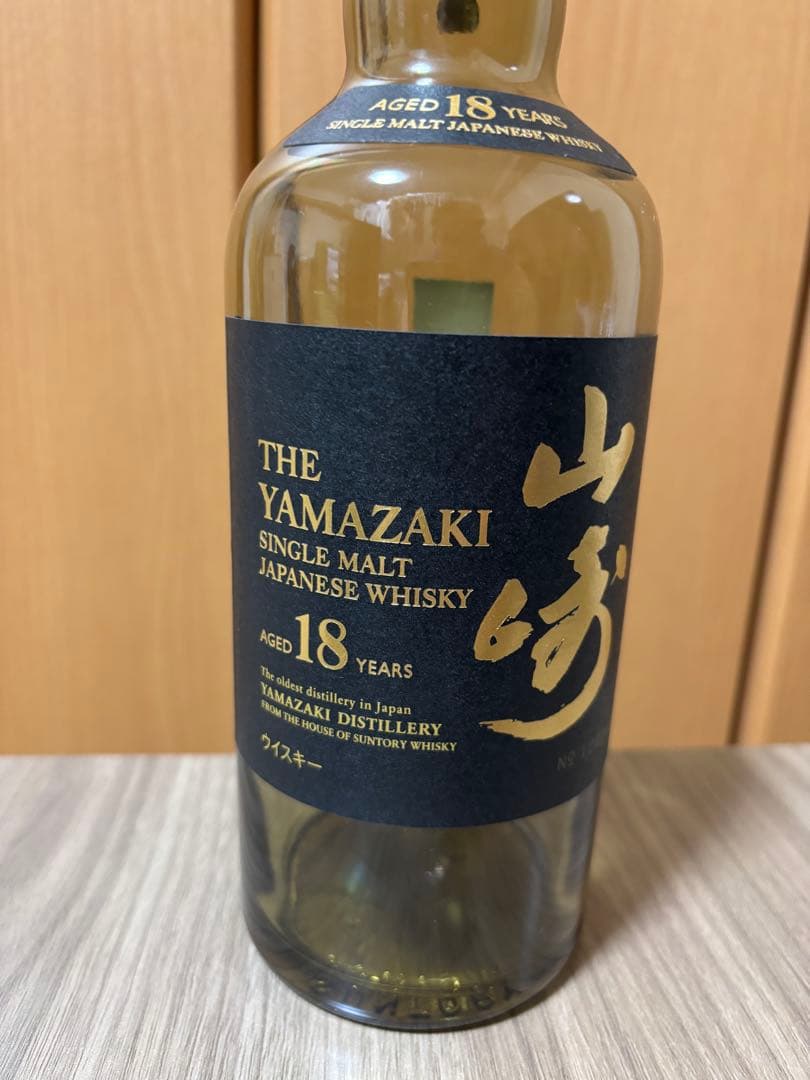 AGED 18 YEARS
SINGLE MALT JAPANESE WHISKY
山崎
THE
YAMAZAKI
SINGLE MALT
JAPANESE WHISKY
AGED 18 YEARS
The oldest distillery in Japan
YAMAZAKI DISTILLERY
FROM THE HOUSE OF SUNTORY WHISKY
ウイスキー
No